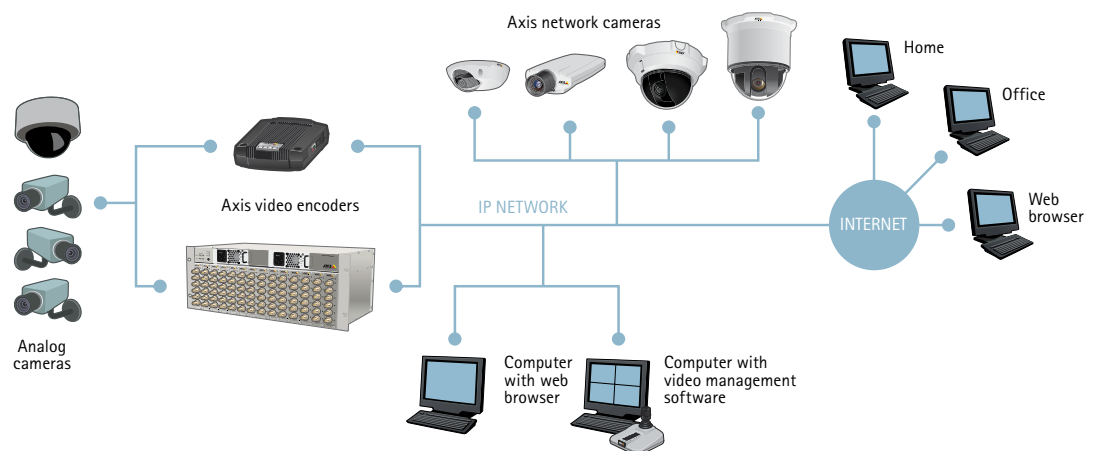 Axis network cameras
Home
Office
Axis video encoders
IP NETWORK
INTERNET
Web
browser
Analog
cameras
Computer
with web
browser
Computer with
video management
software